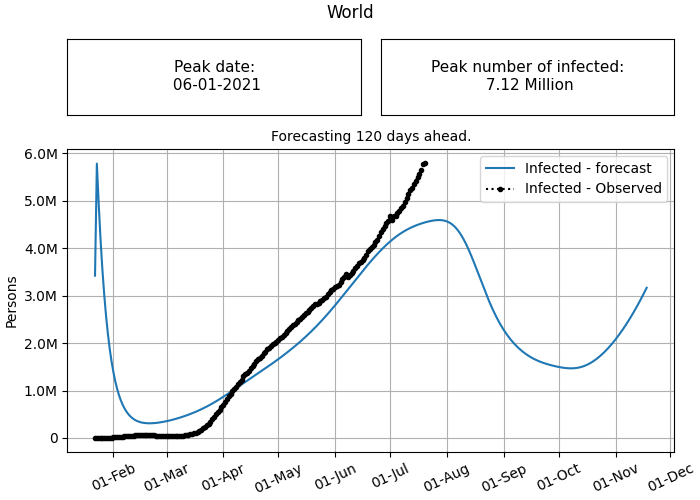 World
Peak date:
06-01-2021
Peak number of infected:
7.12 Million
Forecasting 120 days ahead.
Infected - forecast
Infected - Observed
Persons
6.0M
5.0M
4.0M
3.0M
2.0M
1.0M
0
01-Feb
01-Mar
01-Apr
01-May
01-Jun
01-Jul
01-Aug
01-Sep
01-Oct
01-Nov
01-Dec